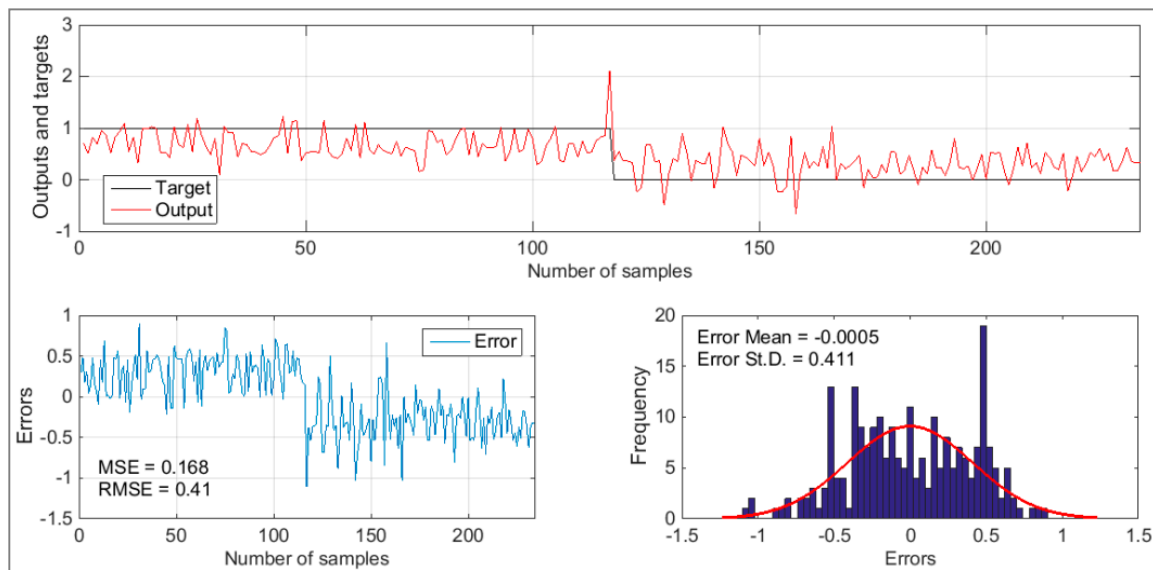 3
2
1
0
-1
Outputs and targets
Target
Output
0
50
100
150
200
Number of samples
1
0.5
0
-0.5
-1
-1.5
Errors
Error
MSE = 0.168
RMSE = 0.41
0
50
100
150
200
Number of samples
20
15
10
5
0
Frequency
Error Mean = -0.0005
Error St.D. = 0.411
-1.5
-1
-0.5
0
0.5
1
1.5
Errors